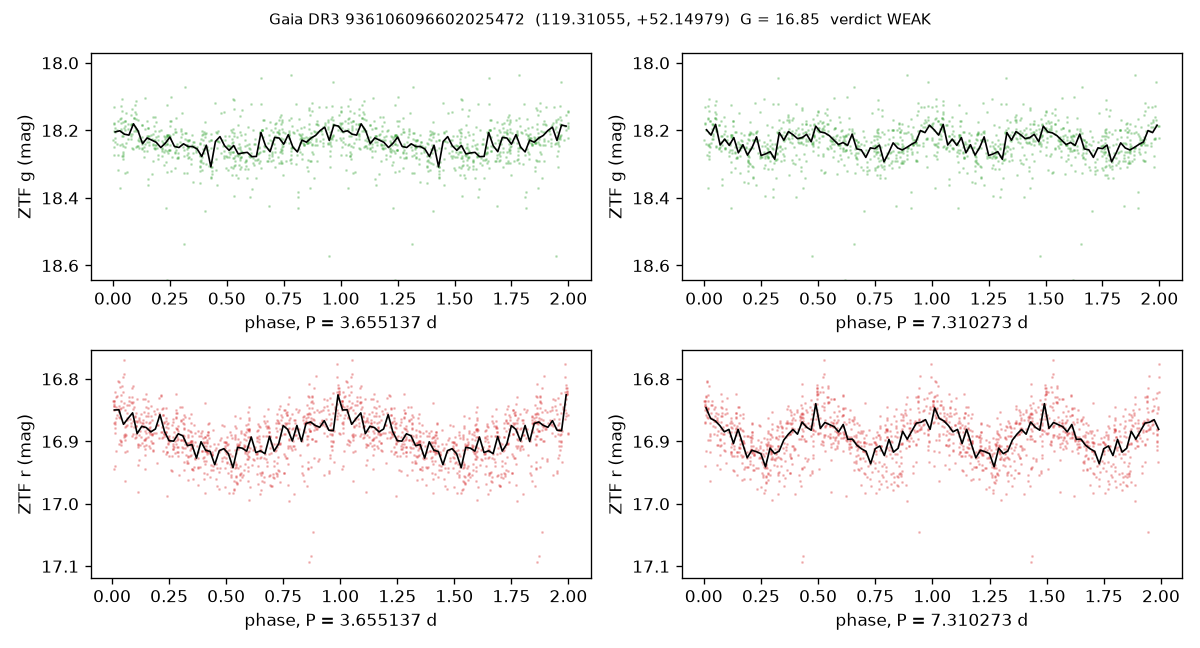 Gaia DR3 936106096602025472 (119.31055, +52.14979) G = 16.85 verdict WEAK
ZTF g (mag)
18.0
18.2
18.4
18.6
0.00 0.25 0.50 0.75 1.00 1.25 1.50 1.75 2.00
phase, P = 3.655137 d
ZTF g (mag)
18.0
18.2
18.4
18.6
0.00 0.25 0.50 0.75 1.00 1.25 1.50 1.75 2.00
phase, P = 7.310273 d
ZTF r (mag)
16.8
16.9
17.0
17.1
0.00 0.25 0.50 0.75 1.00 1.25 1.50 1.75 2.00
phase, P = 3.655137 d
ZTF r (mag)
16.8
16.9
17.0
17.1
0.00 0.25 0.50 0.75 1.00 1.25 1.50 1.75 2.00
phase, P = 7.310273 d